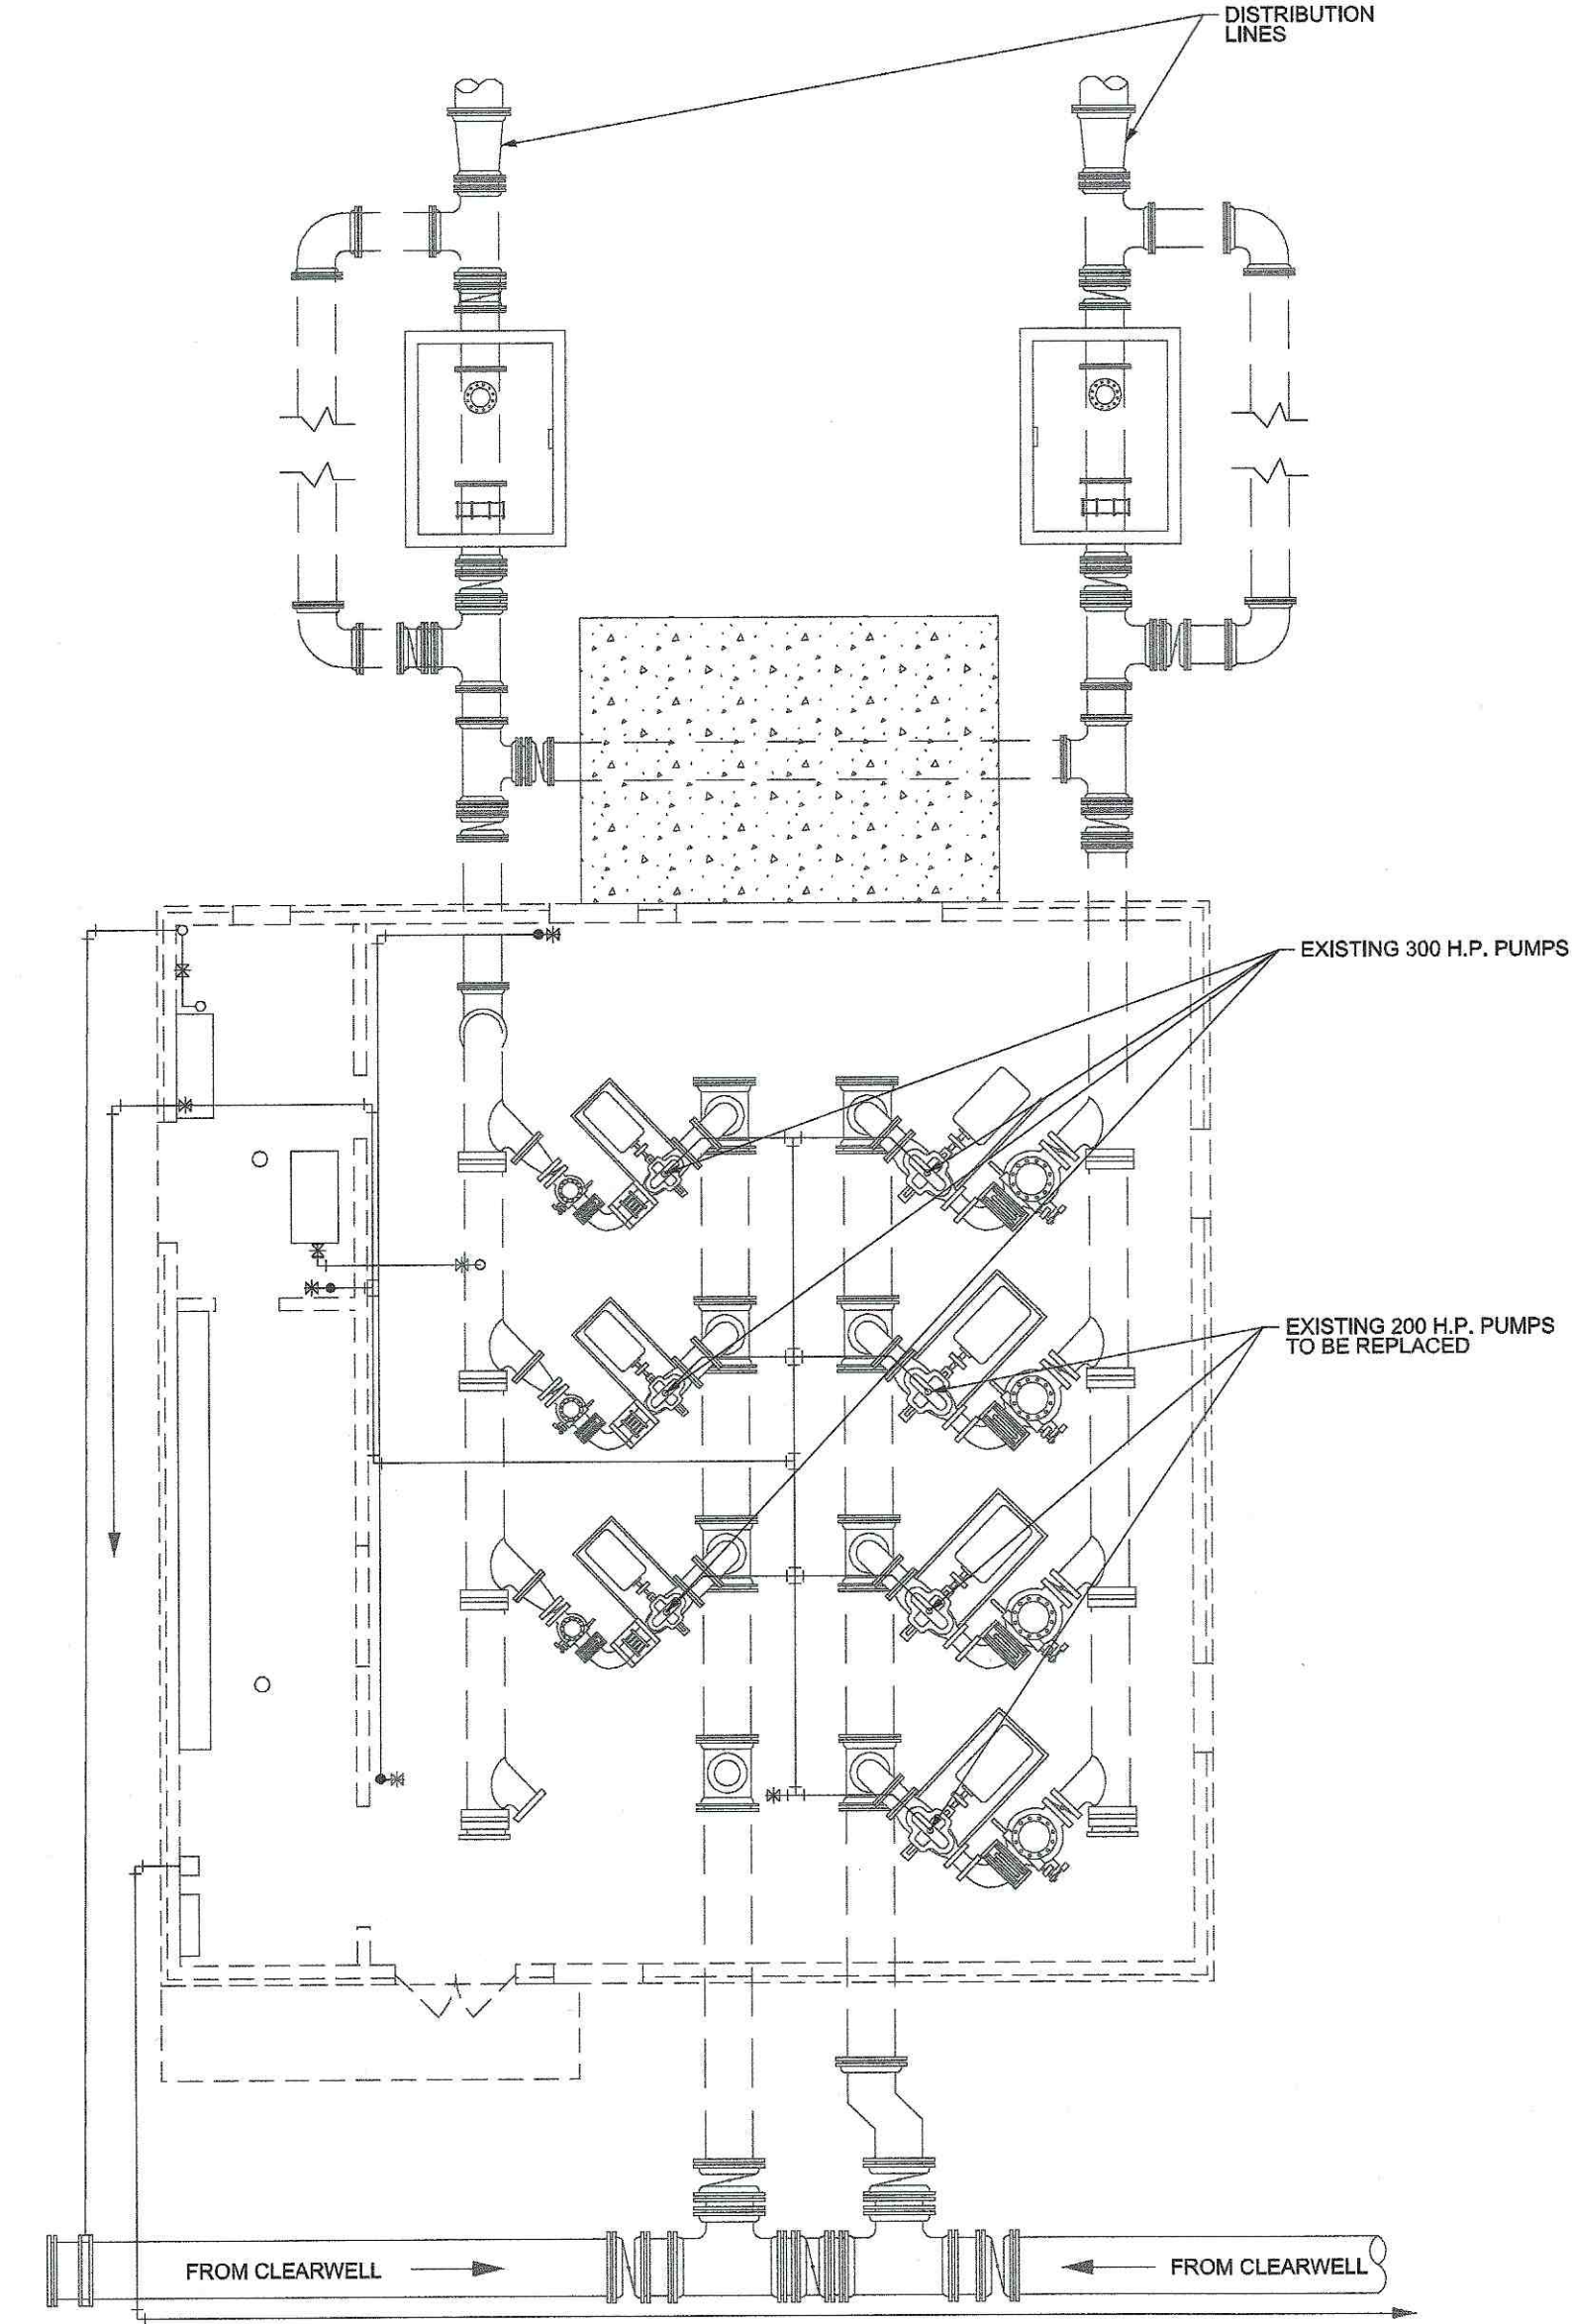 DISTRIBUTION
LINES
EXISTING 300 H.P. PUMPS
EXISTING 200 H.P. PUMPS
TO BE REPLACED
FROM CLEARWELL
FROM CLEARWELL